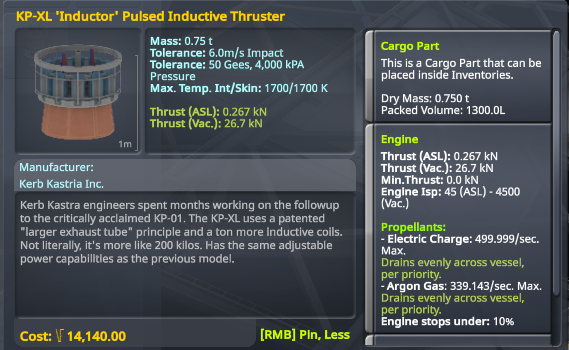 KP-XL 'Inductor' Pulsed Inductive Thruster
Mass: 0.75 t
Tolerance: 6.0m/s Impact
Tolerance: 50 Gees, 4,000 kPA
Pressure
Max. Temp. Int/Skin: 1700/1700 K
Thrust (ASL): 0.267 kN
Thrust (Vac.): 26.7 kN
1m
Manufacturer:
Kerb Kastria Inc.
Kerb Kastra engineers spent months working on the followup
to the critically acclaimed KP-01. The KP-XL uses a patented
"larger exhaust tube" principle and a ton more inductive coils.
Not literally, it's more like 200 kilos. Has the same adjustable
power capabilities as the previous model.
Cost: 14,140.00
[RMB] Pin, Less
Cargo Part
This is a Cargo Part that can be
placed inside Inventories.
Dry Mass: 0.750 t
Packed Volume: 1300.0L
Engine
Thrust (ASL): 0.267 kN
Thrust (Vac.): 26.7 kN
Min.Thrust: 0.0 kN
Engine Isp: 45 (ASL) - 4500
(Vac.)
Propellants:
- Electric Charge: 499.999/sec.
Max.
Drains evenly across vessel,
per priority.
- Argon Gas: 339.143/sec. Max.
Drains evenly across vessel,
per priority.
Engine stops under: 10%